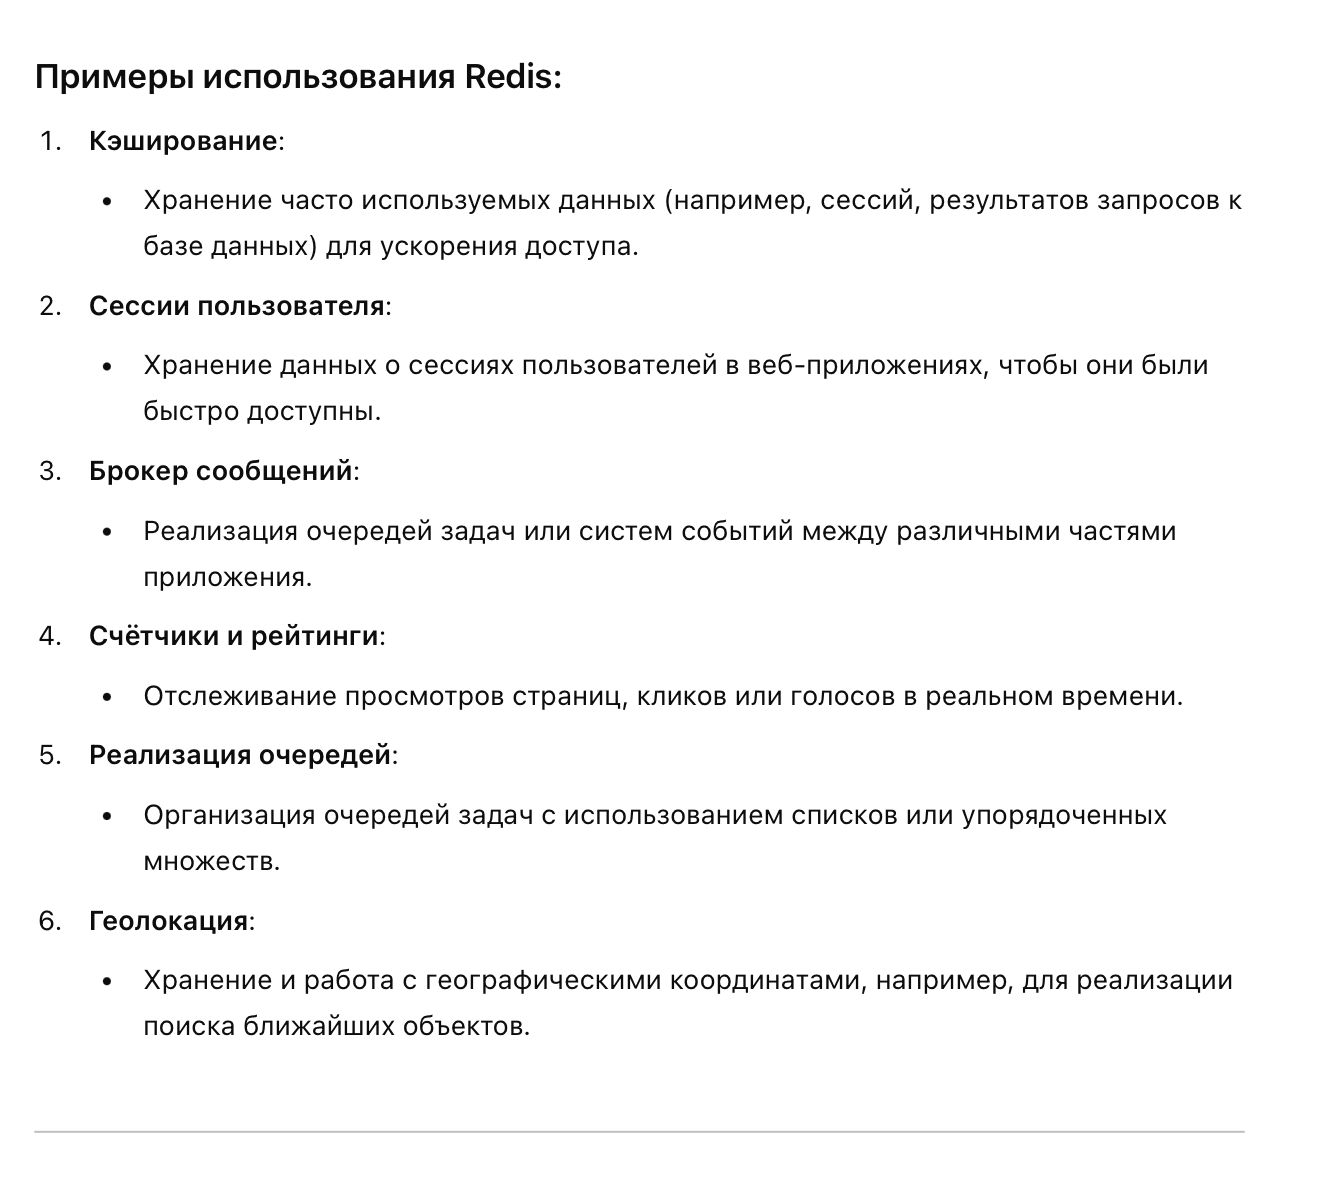 Примеры использования Redis:
1. Кэширование:
• Хранение часто используемых данных (например, сессий, результатов запросов к
базе данных) для ускорения доступа.
2. Сессии пользователя:
• Хранение данных о сессиях пользователей в веб-приложениях, чтобы они были
быстро доступны.
3. Брокер сообщений:
• Реализация очередей задач или систем событий между различными частями
приложения.
4. Счётчики и рейтинги:
• Отслеживание просмотров страниц, кликов или голосов в реальном времени.
5. Реализация очередей:
• Организация очередей задач с использованием списков или упорядоченных
множеств.
6. Геолокация:
• Хранение и работа с географическими координатами, например, для реализации
поиска ближайших объектов.